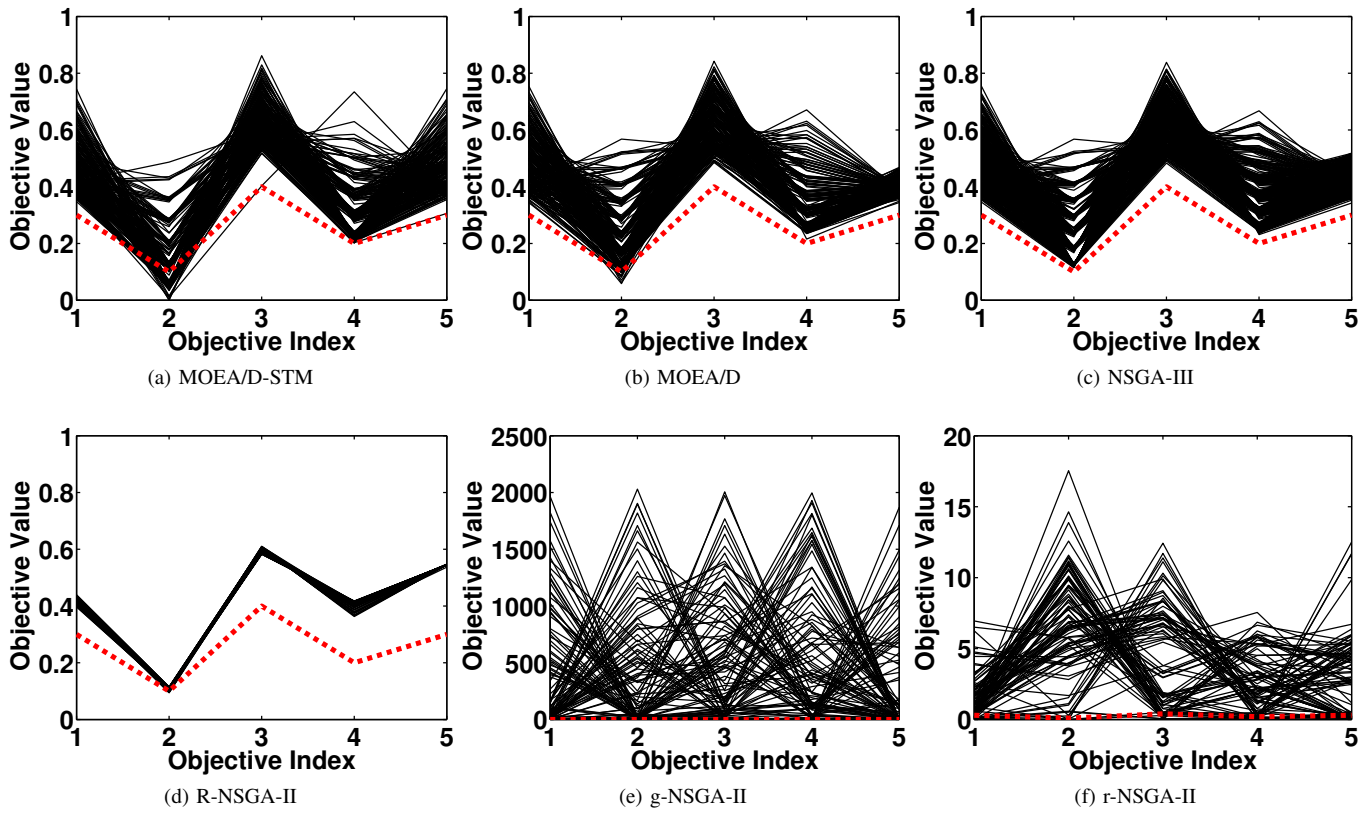 1
0.8
0.6
0.4
0.2
0
1 2 3 4 5
Objective Value
Objective Index
(a) MOEA/D-STM
1
0.8
0.6
0.4
0.2
0
1 2 3 4 5
Objective Value
Objective Index
(b) MOEA/D
1
0.8
0.6
0.4
0.2
0
1 2 3 4 5
Objective Value
Objective Index
(c) NSGA-III
1
0.8
0.6
0.4
0.2
0
1 2 3 4 5
Objective Value
Objective Index
(d) R-NSGA-II
2500
2000
1500
1000
500
0
1 2 3 4 5
Objective Value
Objective Index
(e) g-NSGA-II
20
15
10
5
0
1 2 3 4 5
Objective Value
Objective Index
(f) r-NSGA-II